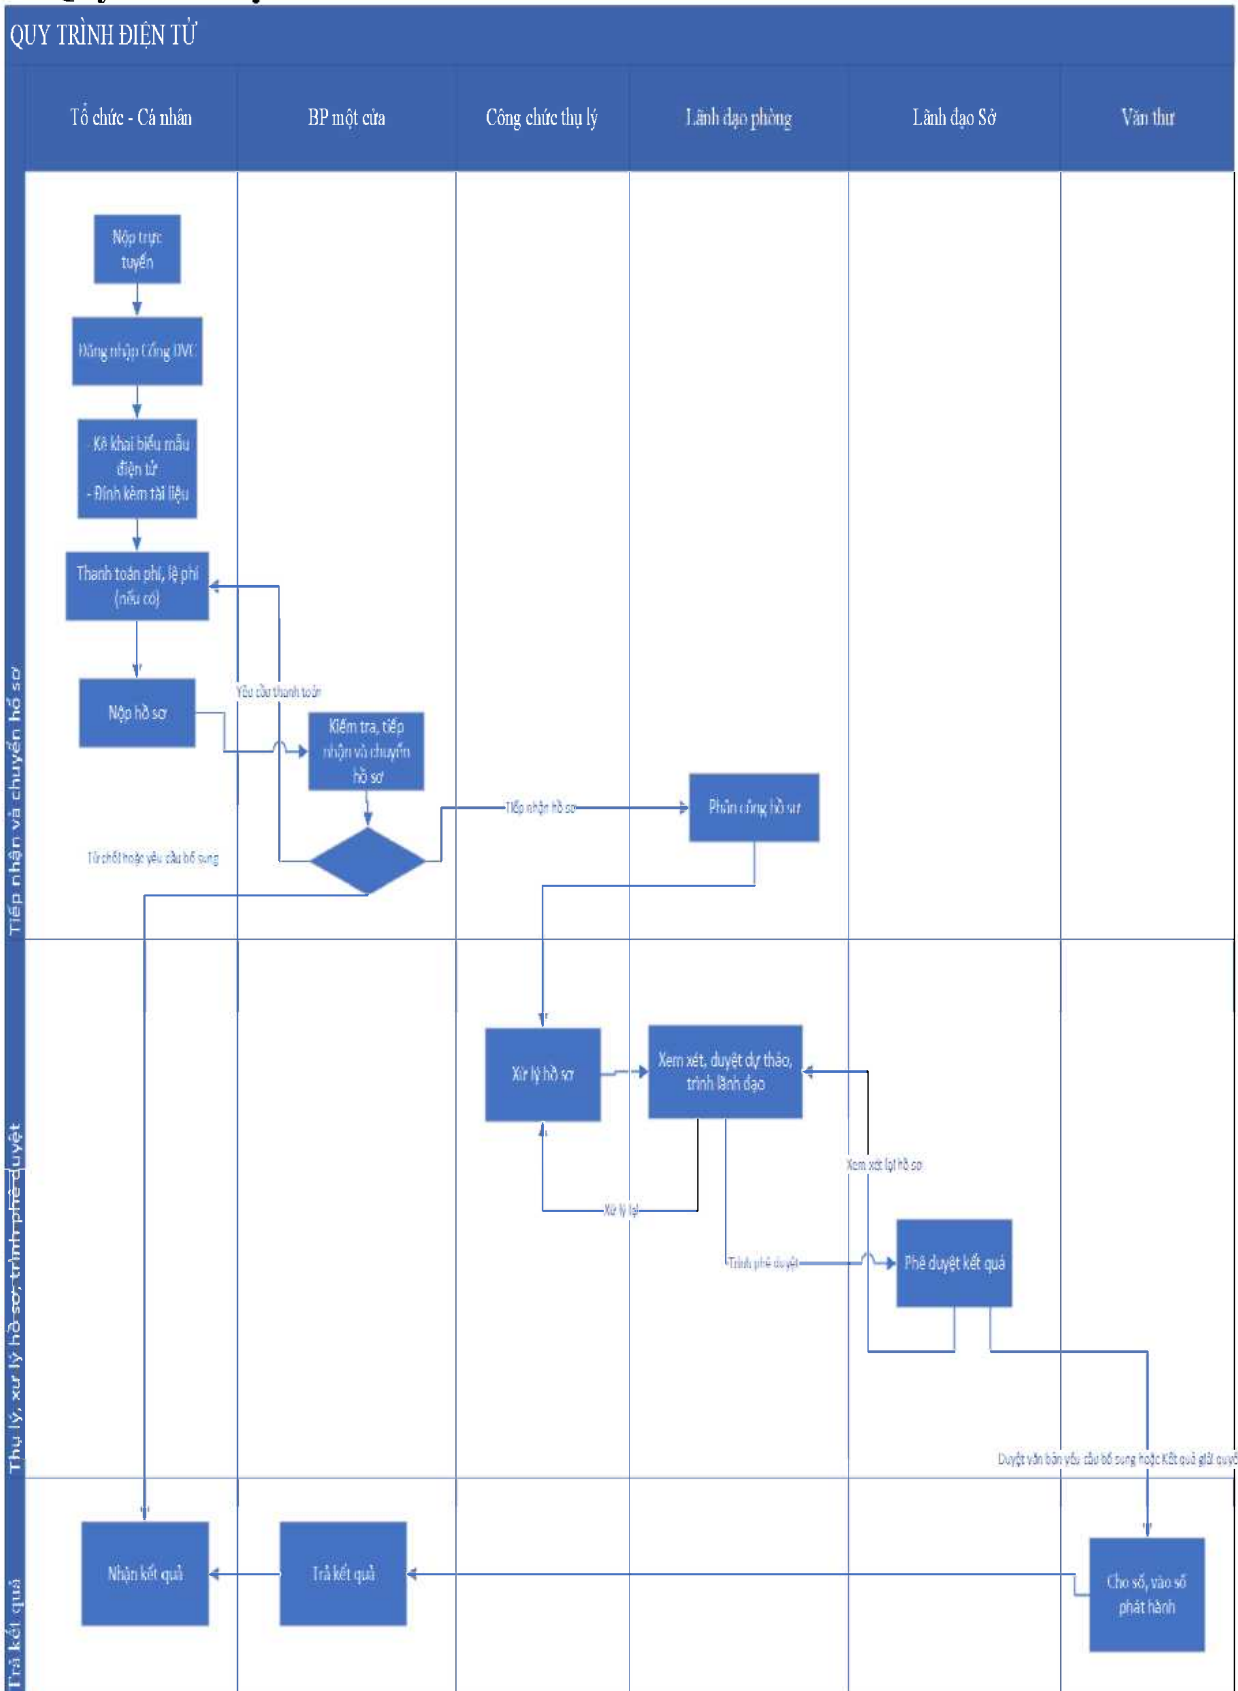 QUY TRÌNH ĐIỆN TỬ
Tổ chức - Cá nhân
BP một cửa
Công chức thụ lý
Lãnh đạo phòng
Lãnh đạo Sở
Văn thư
Tiếp nhận và chuyển hồ sơ
Nộp trực
tuyến
Đăng nhập Cổng DVC
- Kê khai biểu mẫu
điện tử
- Đính kèm tài liệu
Thanh toán phí, lệ phí
(nếu có)
Yêu cầu thanh toán
Nộp hồ sơ
Kiểm tra, tiếp
nhận và chuyển
hồ sơ
Tiếp nhận hồ sơ
Phân công hồ sơ
Từ chối hoặc yêu cầu bổ sung
Thụ lý, xử lý hồ sơ, trình phê duyệt
Xử lý hồ sơ
Xem xét, duyệt dự thảo,
trình lãnh đạo
Xem xét lại hồ sơ
Xử lý lại
Trình phê duyệt
Phê duyệt kết quả
Duyệt văn bản yêu cầu bổ sung hoặc Kết quả giải quyế
Trả kết quả
Nhận kết quả
Trả kết quả
Cho số, vào sổ
phát hành